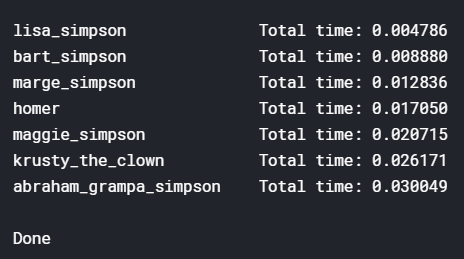 lisa_simpson Total time: 0.004786
bart_simpson Total time: 0.008880
marge_simpson Total time: 0.012836
homer Total time: 0.017050
maggie_simpson Total time: 0.020715
krusty_the_clown Total time: 0.026171
abraham_grampa_simpson Total time: 0.030049
Done